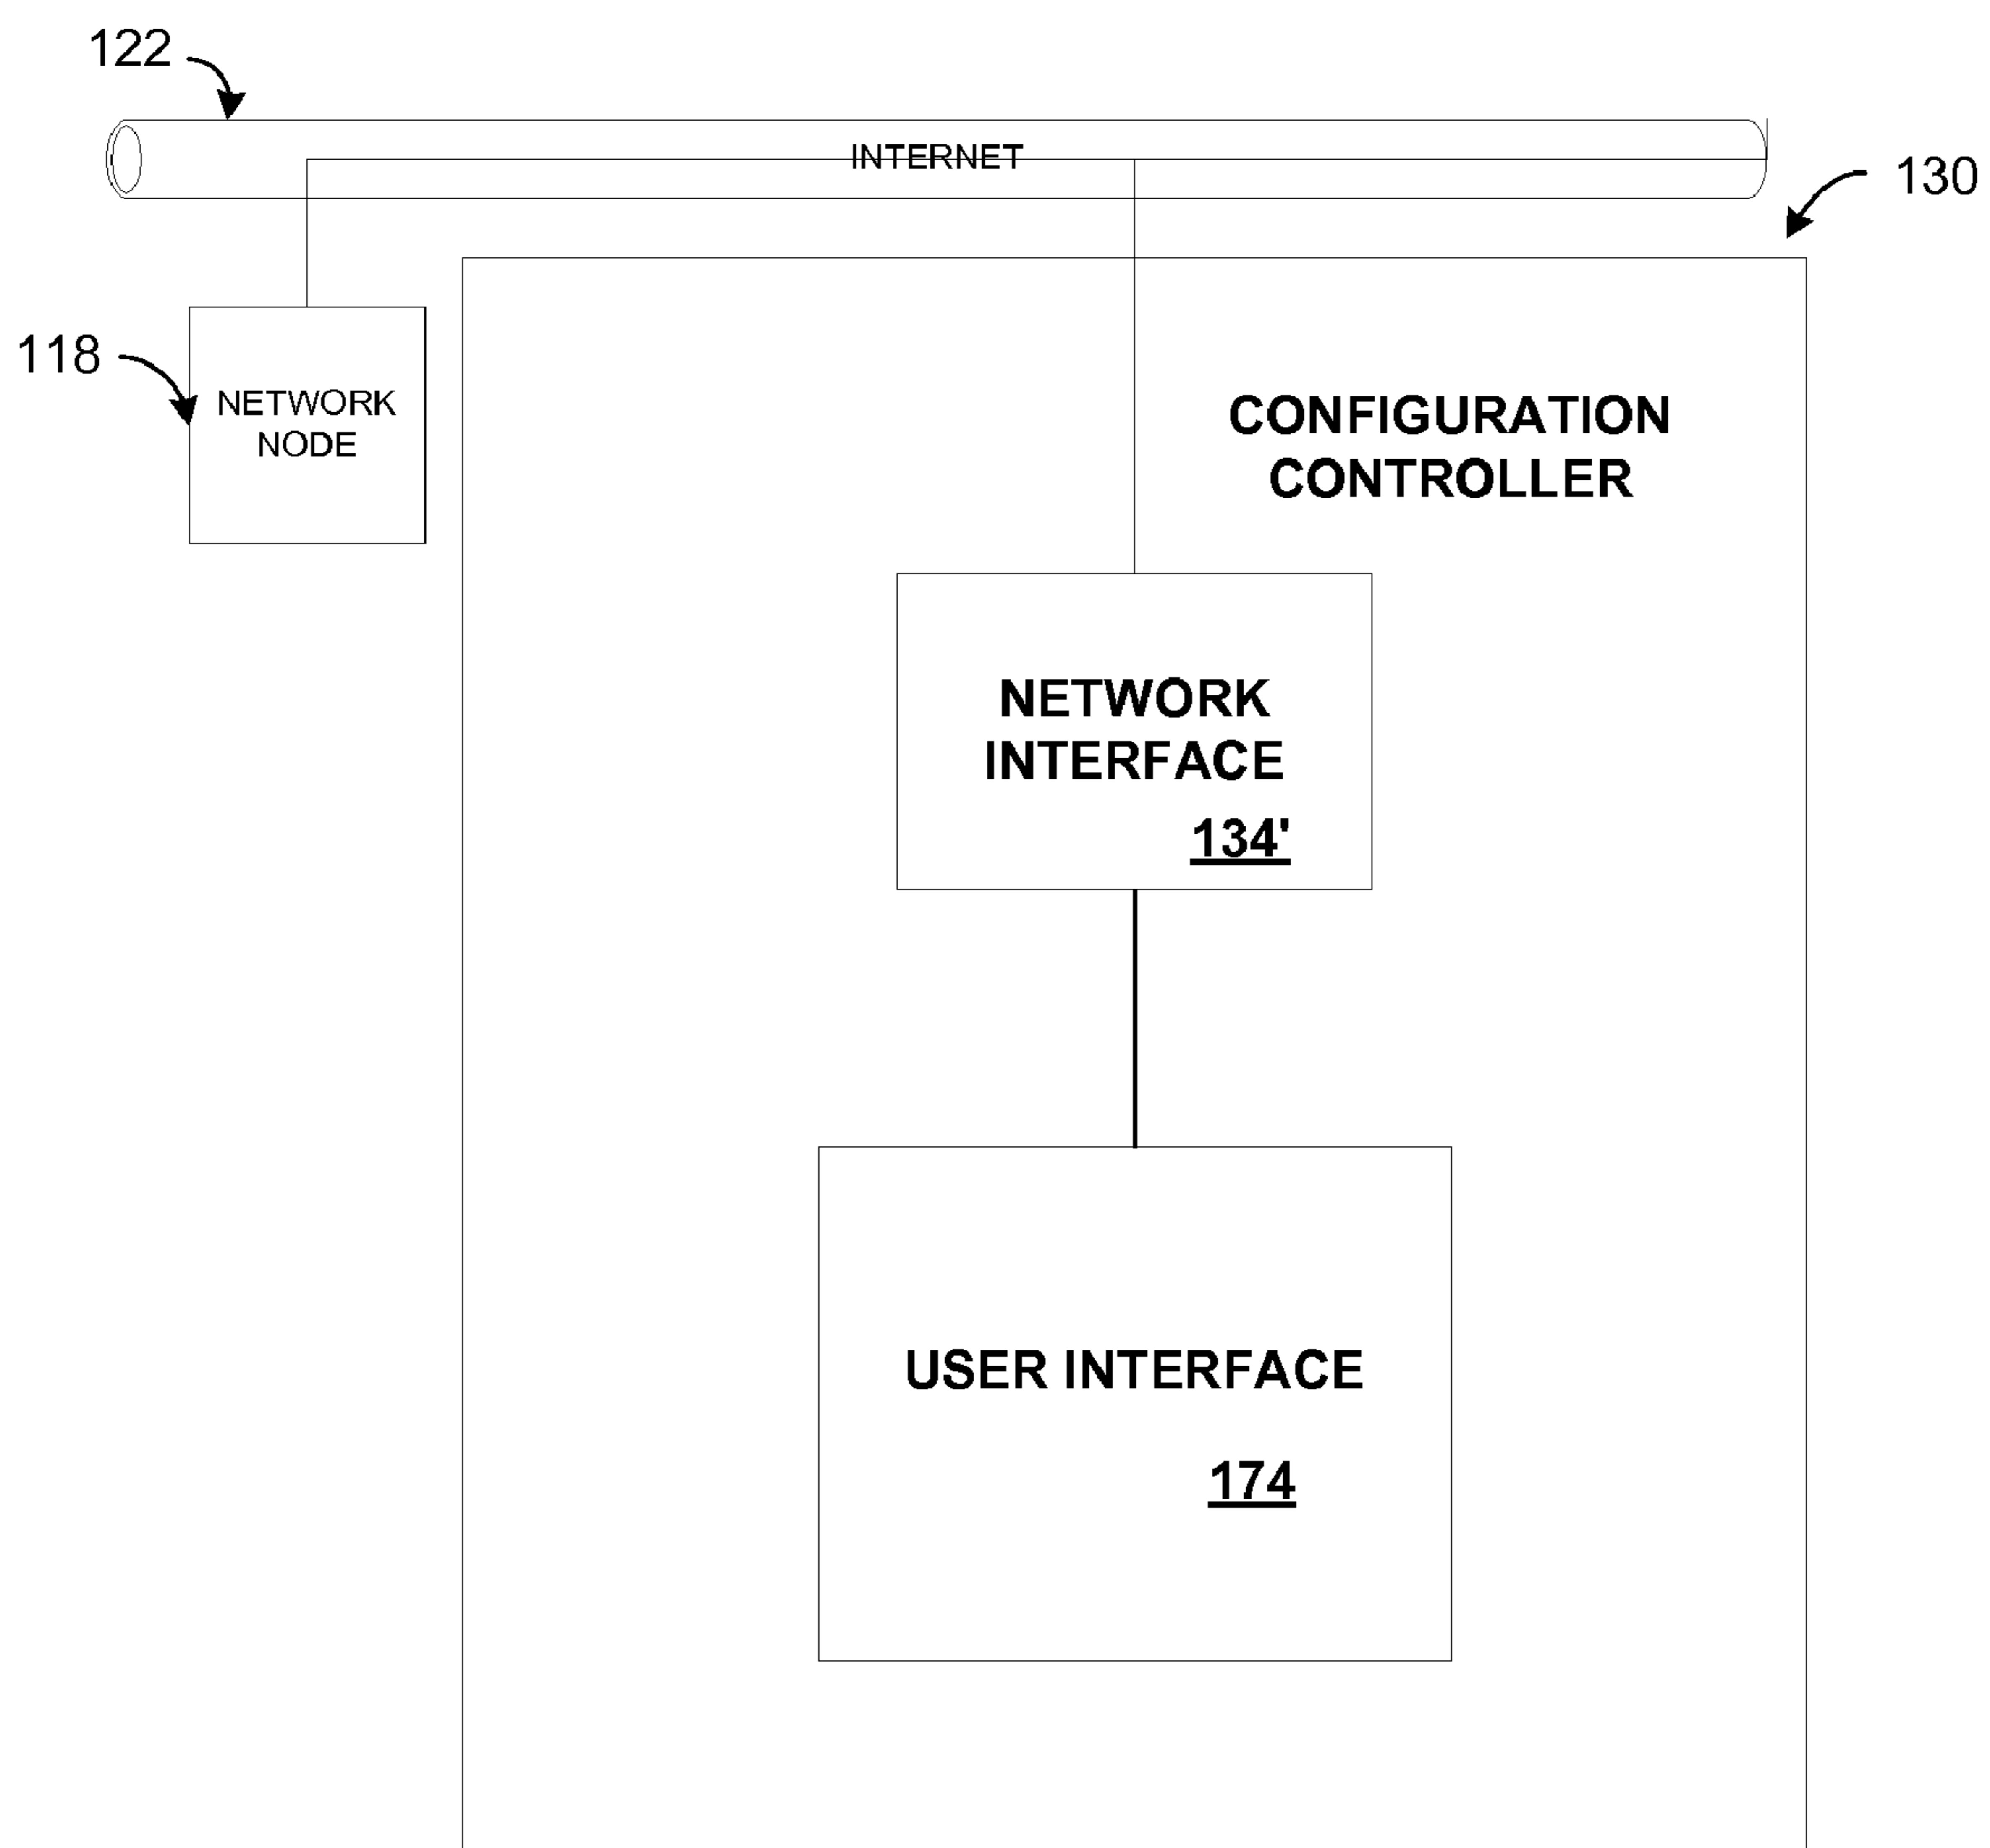 122
INTERNET
130
118
NETWORK
NODE
CONFIGURATION
CONTROLLER
NETWORK
INTERFACE
134'
USER INTERFACE
174